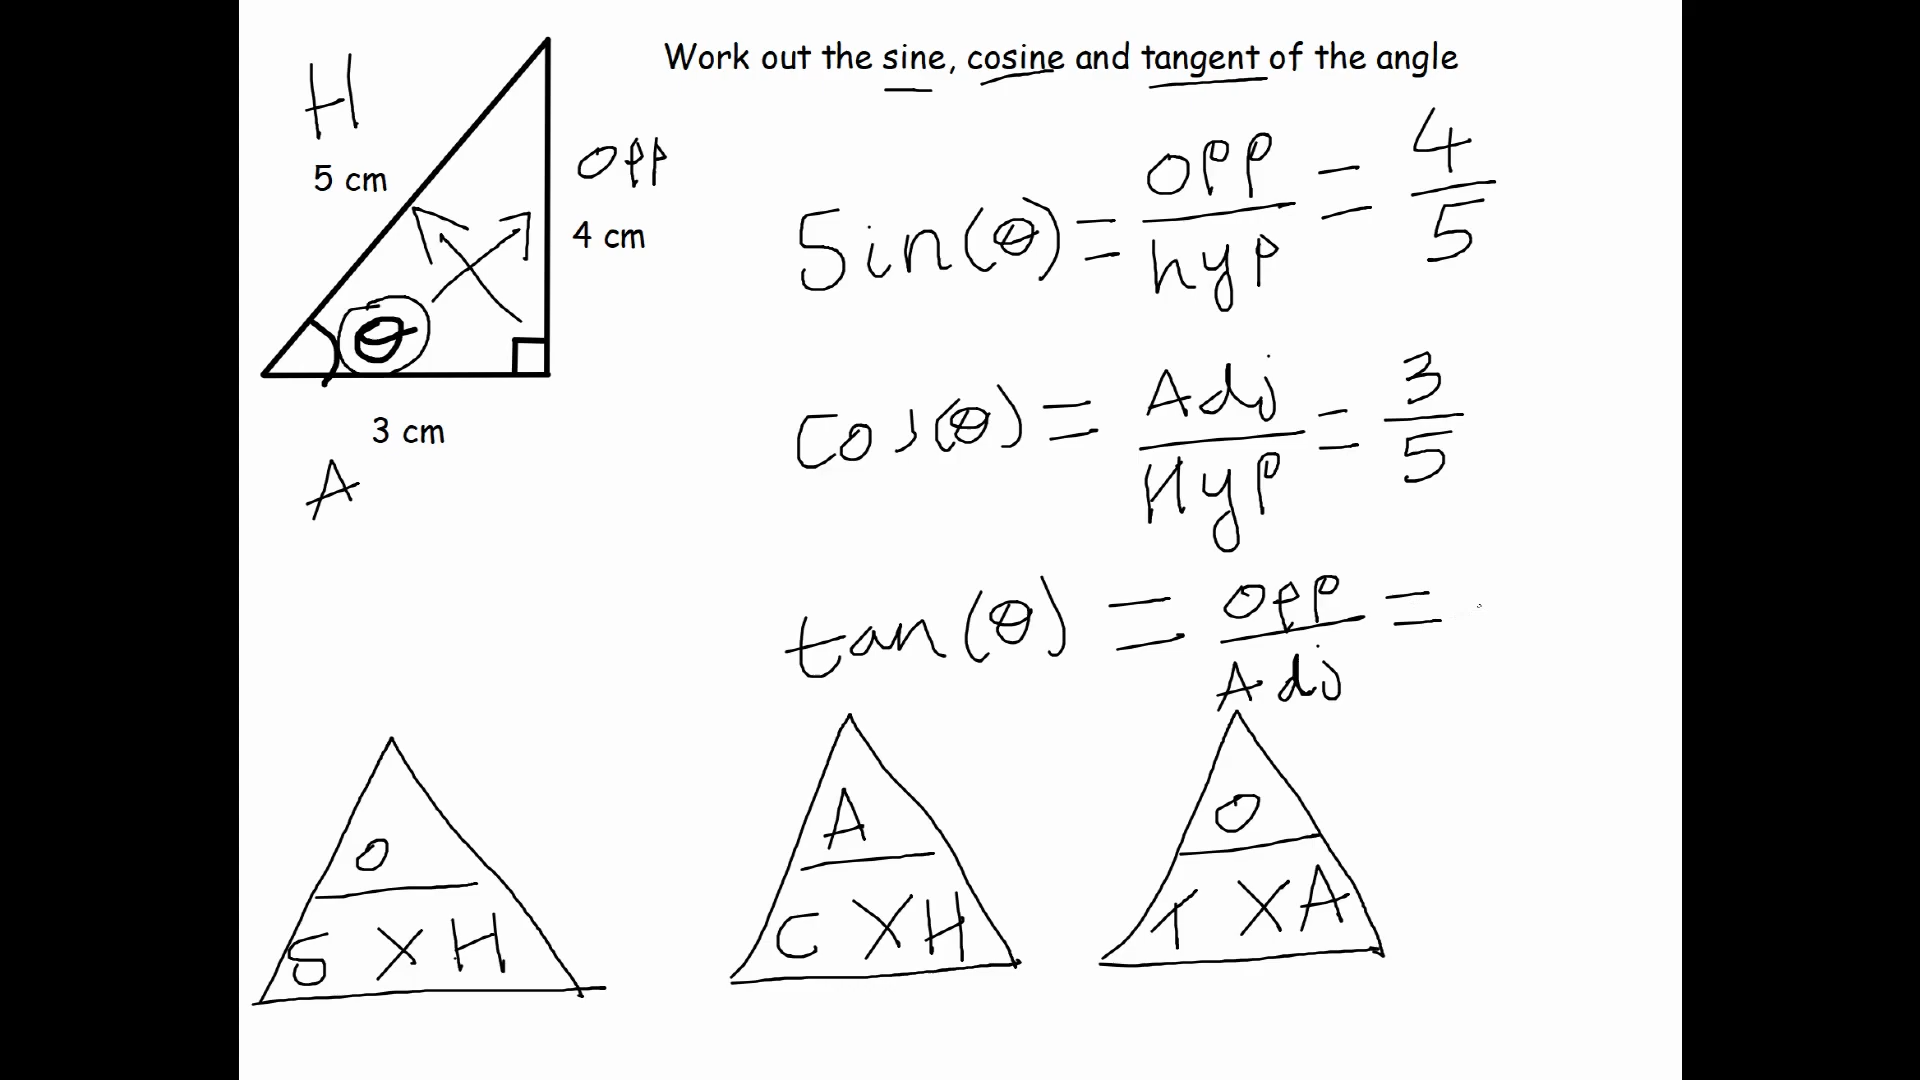 Work out the sine, cosine and tangent of the angle
H
5 cm
opp
4 cm
θ
3 cm
A
Sin(θ) = opp/hyp = 4/5
cos(θ) = Adj/Hyp = 3/5
tan(θ) = opp/Adj =
O
S X H
A
C X H
O
T X A